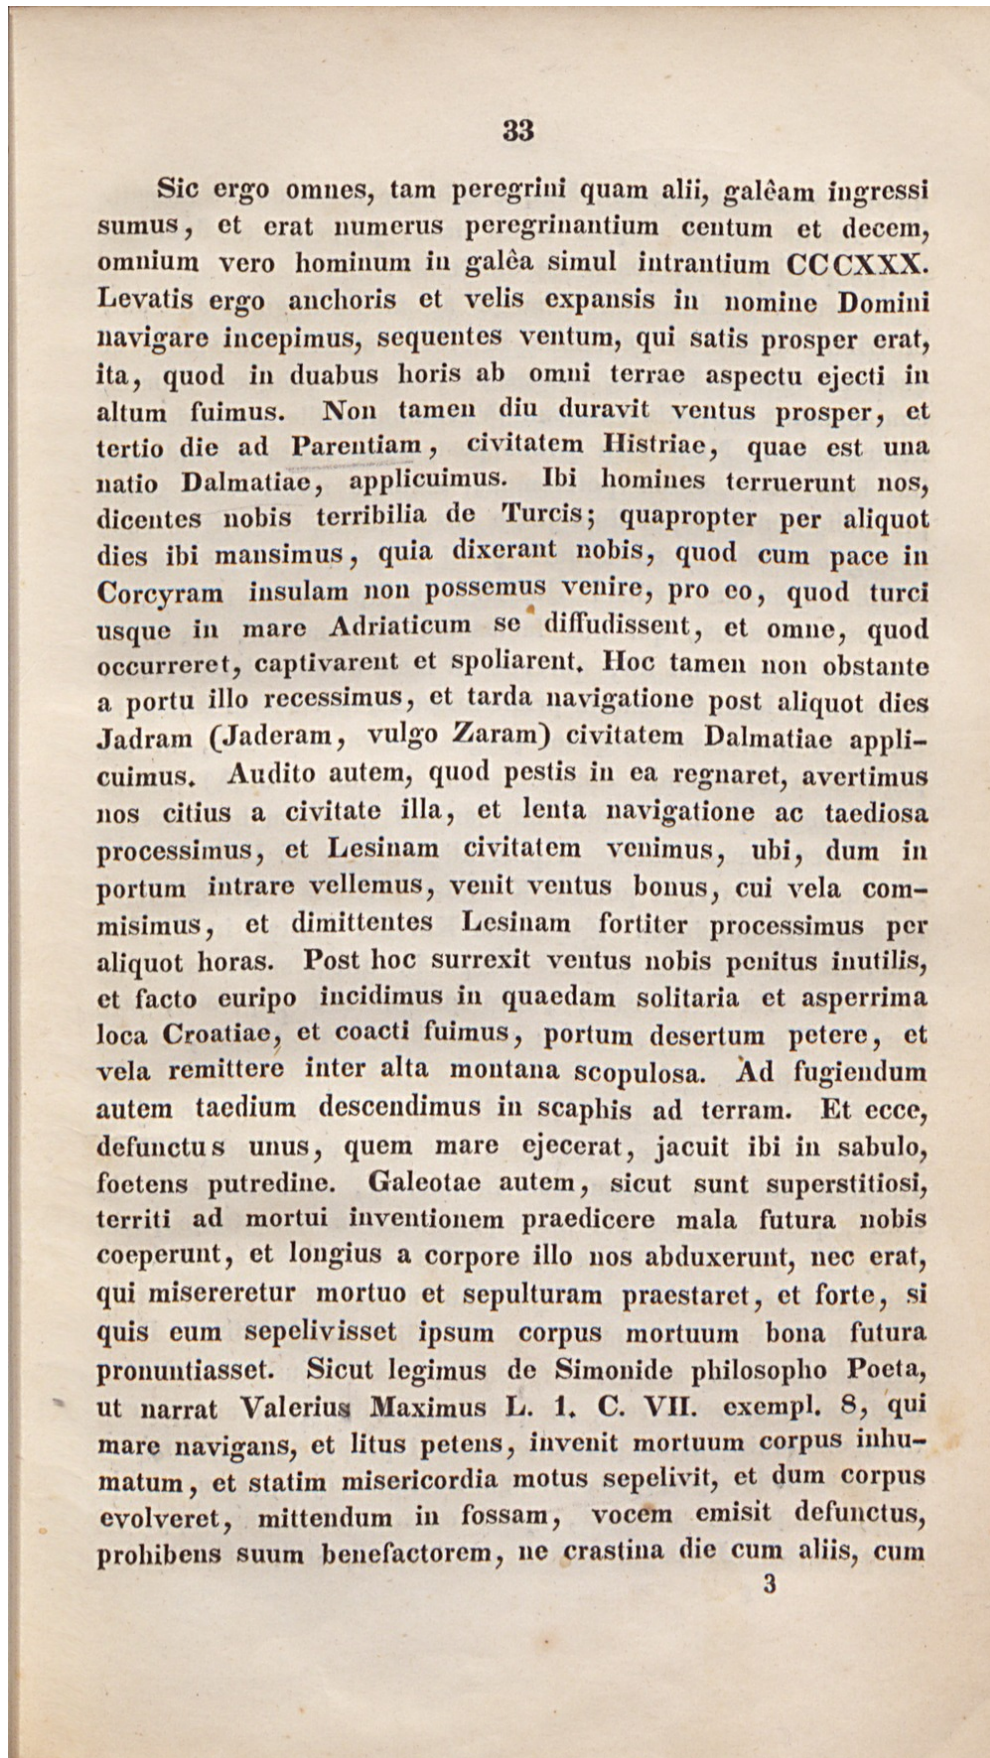 33
Sic ergo omnes, tam peregrini quam alii, galêam ingressi
sumus, et erat numerus peregrinantium centum et decem,
omnium vero hominum in galêa simul intrantium CCCXXX.
Levatis ergo anchoris et velis expansis in nomine Domini
navigare incepimus, sequentes ventum, qui satis prosper erat,
ita, quod in duabus horis ab omni terrae aspectu ejecti in
altum fuimus. Non tamen diu duravit ventus prosper, et
tertio die ad Parentiam, civitatem Histriae, quae est una
natio Dalmatiae, applicuimus. Ibi homines terruerunt nos,
dicentes nobis terribilia de Turcis; quapropter per aliquot
dies ibi mansimus, quia dixerant nobis, quod cum pace in
Corcyram insulam non possemus venire, pro eo, quod turci
usque in mare Adriaticum se diffudissent, et omne, quod
occurreret, captivarent et spoliarent. Hoc tamen non obstante
a portu illo recessimus, et tarda navigatione post aliquot dies
Jadram (Jaderam, vulgo Zaram) civitatem Dalmatiae appli-
cuimus. Audito autem, quod pestis in ea regnaret, avertimus
nos citius a civitate illa, et lenta navigatione ac taediosa
processimus, et Lesinam civitatem venimus, ubi, dum in
portum intrare vellemus, venit ventus bonus, cui vela com-
misimus, et dimittentes Lesinam fortiter processimus per
aliquot horas. Post hoc surrexit ventus nobis penitus inutilis,
et facto euripo incidimus in quaedam solitaria et asperrima
loca Croatiae, et coacti fuimus, portum desertum petere, et
vela remittere inter alta montana scopulosa. Ad fugiendum
autem taedium descendimus in scaphis ad terram. Et ecce,
defunctus unus, quem mare ejecerat, jacuit ibi in sabulo,
foetens putredine. Galeotae autem, sicut sunt superstitiosi,
territi ad mortui inventionem praedicere mala futura nobis
coeperunt, et longius a corpore illo nos abduxerunt, nec erat,
qui misereretur mortuo et sepulturam praestaret, et forte, si
quis eum sepelivisset ipsum corpus mortuum bona futura
pronuntiasset. Sicut legimus de Simonide philosopho Poeta,
ut narrat Valerius Maximus L. 1. C. VII. exempl. 8, qui
mare navigans, et litus petens, invenit mortuum corpus inhu-
matum, et statim misericordia motus sepelivit, et dum corpus
evolveret, mittendum in fossam, vocem emisit defunctus,
prohibens suum benefactorem, ne crastina die cum aliis, cum
3